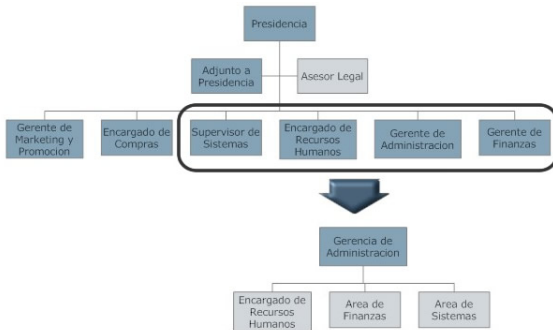 Presidencia
Adjunto a
Presidencia
Asesor Legal
Gerente de
Marketing y
Promocion
Encargado de
Compras
Supervisor de
Sistemas
Encargado de
Recursos
Humanos
Gerente de
Administracion
Gerente de
Finanzas
Gerencia de
Administracion
Encargado de
Recursos
Humanos
Area de
Finanzas
Area de
Sistemas